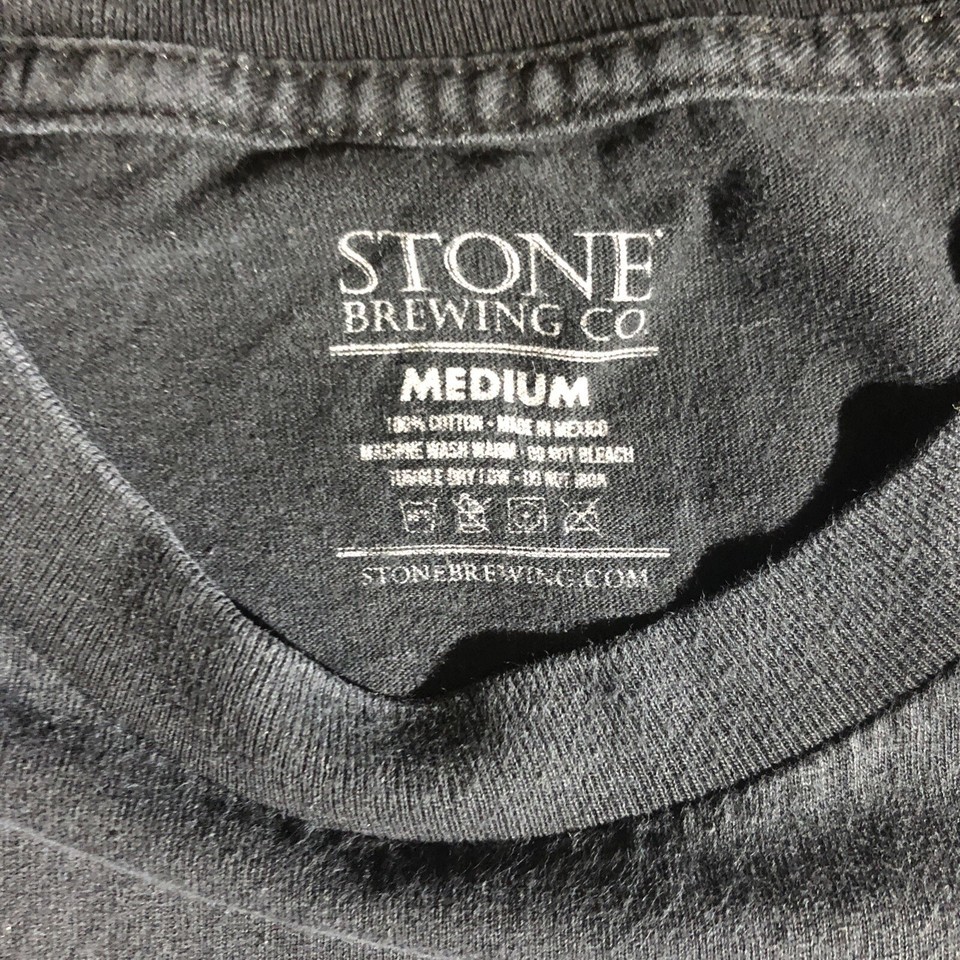 STONE
BREWING CO.
MEDIUM
100% COTTON • MADE IN MEXICO
MACHINE WASH WARM • DO NOT BLEACH
TUMBLE DRY LOW • DO NOT IRON
STONEBREWING.COM